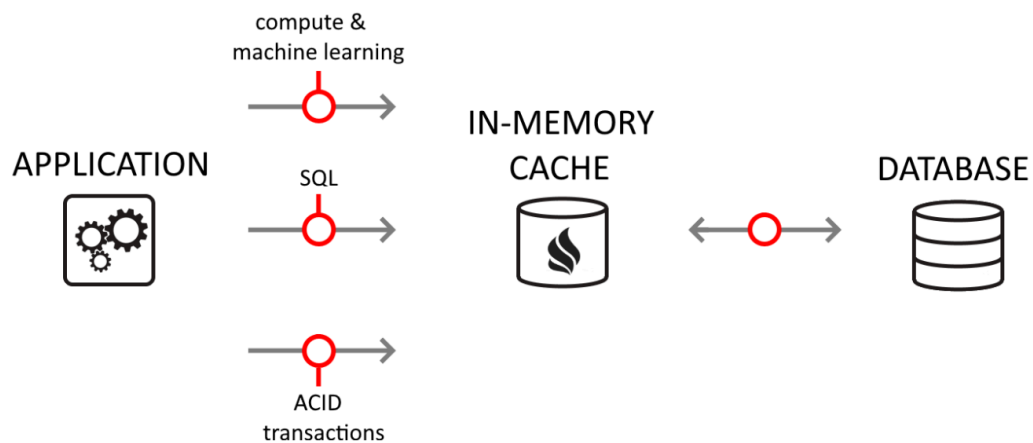 compute &
machine learning
APPLICATION
SQL
ACID
transactions
IN-MEMORY
CACHE
DATABASE